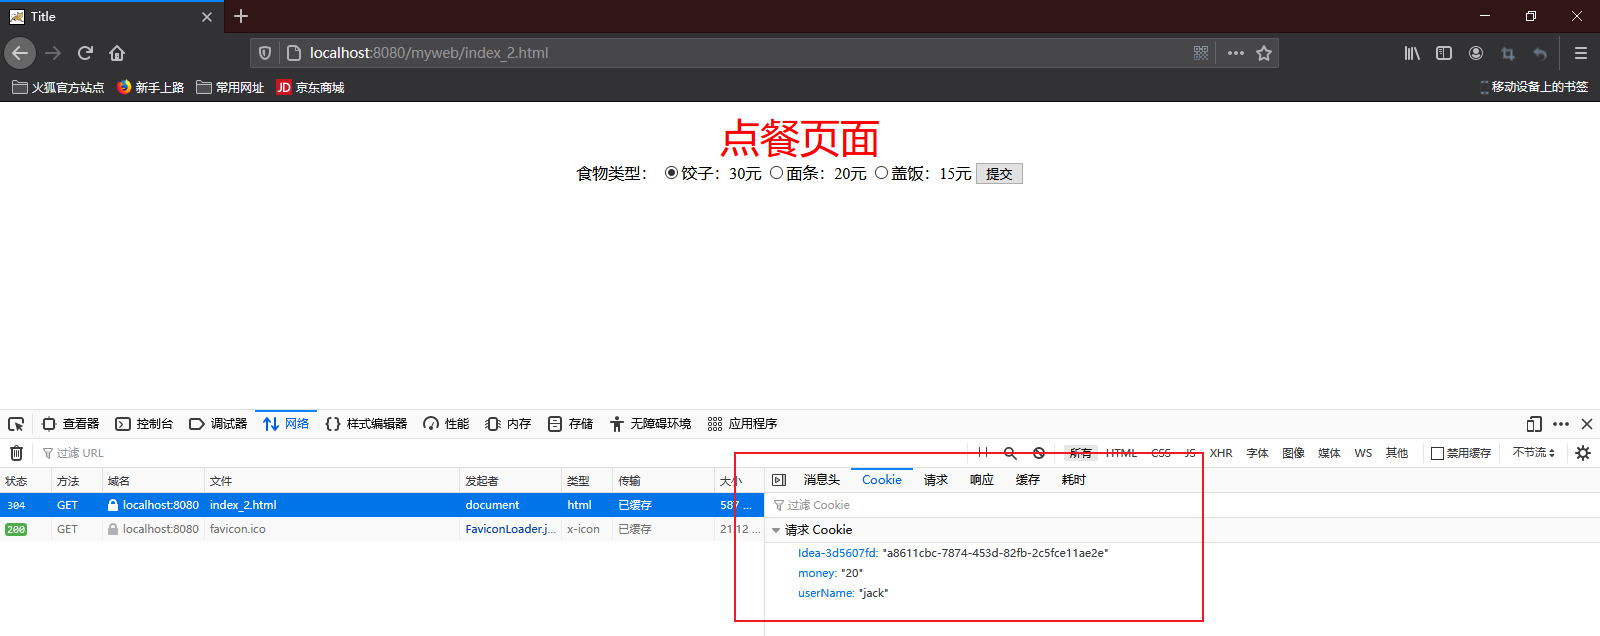 Title
localhost:8080/myweb/index_2.html
火狐官方站点 新手上路 常用网址 JD 京东商城 移动设备上的书签
点餐页面
食物类型： 饺子：30元 面条：20元 盖饭：15元 提交
查看器 控制台 调试器 网络 样式编辑器 性能 内存 存储 无障碍环境 应用程序
过滤 URL 所有 HTML CSS JS XHR 字体 图像 媒体 WS 其他 禁用缓存 不节流
状态 方法 域名 文件 发起者 类型 传输 大小 消息头 Cookie 请求 响应 缓存 耗时
304 GET localhost:8080 index_2.html document html 已缓存 587 ... 过滤 Cookie
200 GET localhost:8080 favicon.ico FaviconLoader.j... x-icon 已缓存 2112 ... 请求 Cookie
Idea-3d5607fd: "a8611cbc-7874-453d-82fb-2c5fce11ae2e"
money: "20"
userName: "jack"